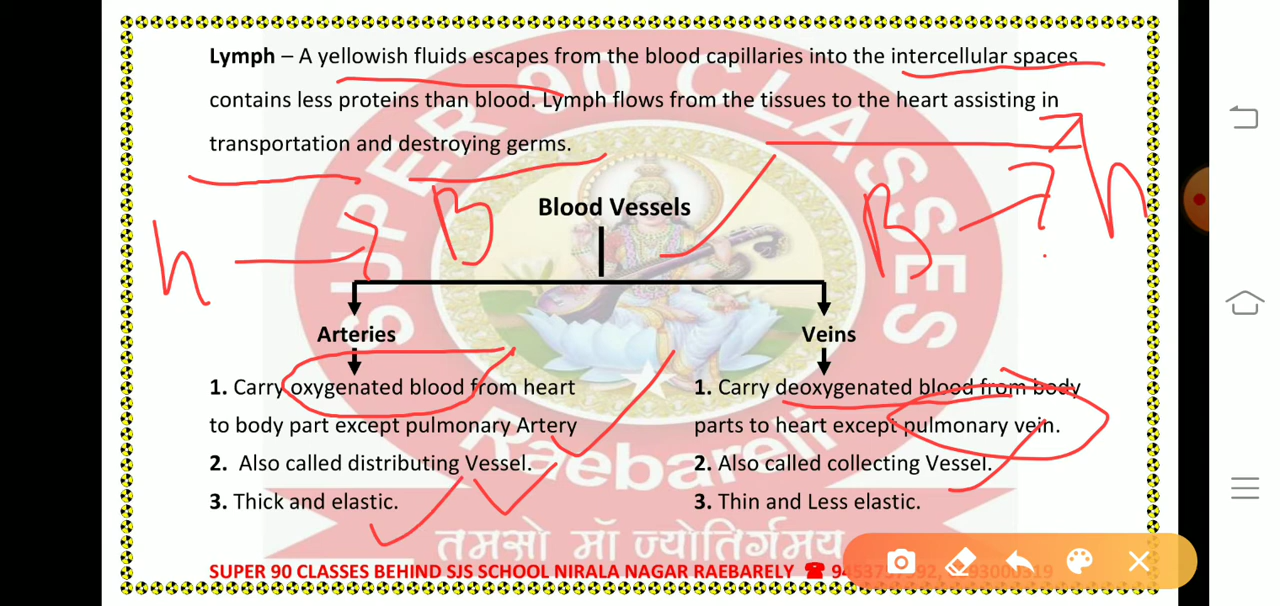 Lymph – A yellowish fluids escapes from the blood capillaries into the intercellular spaces
contains less proteins than blood. Lymph flows from the tissues to the heart assisting in
transportation and destroying germs.
Blood Vessels
Arteries
Veins
1. Carry oxygenated blood from heart
to body part except pulmonary Artery
2. Also called distributing Vessel.
3. Thick and elastic.
1. Carry deoxygenated blood from body
parts to heart except pulmonary vein.
2. Also called collecting Vessel.
3. Thin and Less elastic.
SUPER 90 CLASSES
Raebareli
तमसो माँ ज्योतिर्गमय
h
B
B
?
h
SUPER 90 CLASSES BEHIND SJS SCHOOL NIRALA NAGAR RAEBARELY